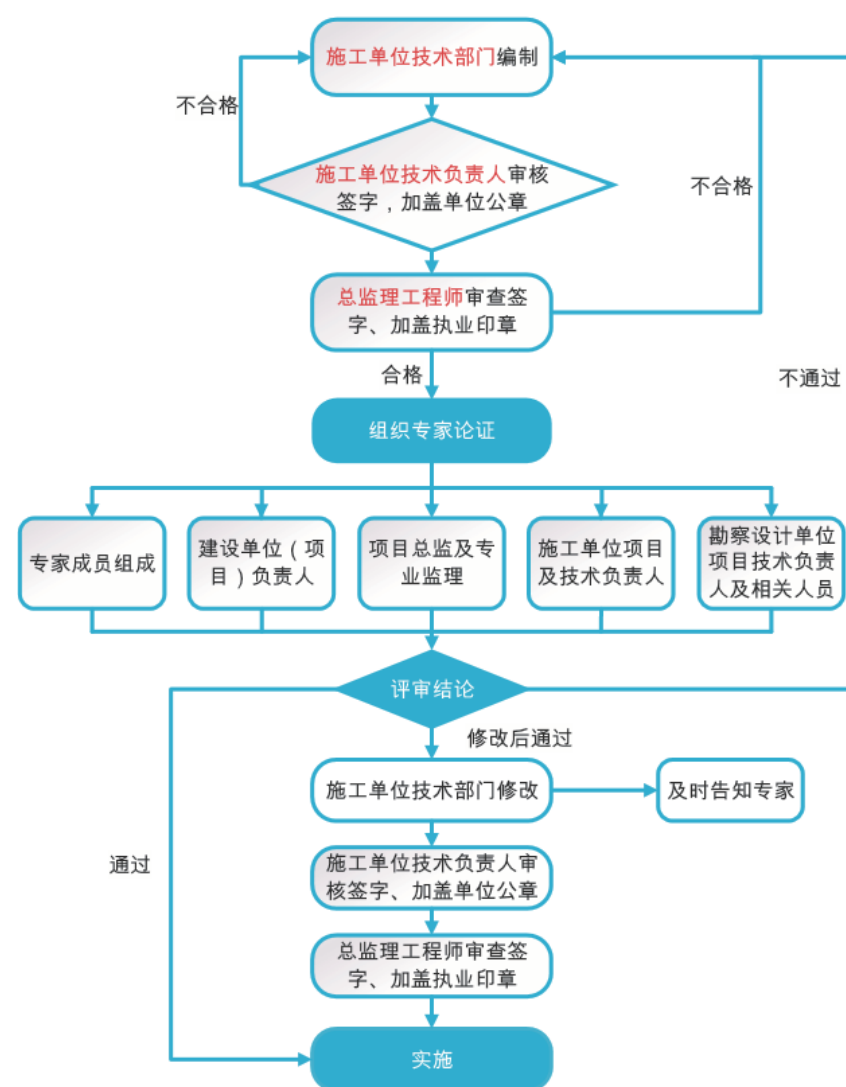 施工单位技术部门编制
不合格
施工单位技术负责人审核
签字，加盖单位公章
不合格
总监理工程师审查签
字、加盖执业印章
合格
不通过
组织专家论证
专家成员组成
建设单位（项
目）负责人
项目总监及专
业监理
施工单位项目
及技术负责人
勘察设计单位
项目技术负责
人及相关人员
评审结论
修改后通过
施工单位技术部门修改
及时告知专家
通过
施工单位技术负责人审
核签字、加盖单位公章
总监理工程师审查签
字、加盖执业印章
实施